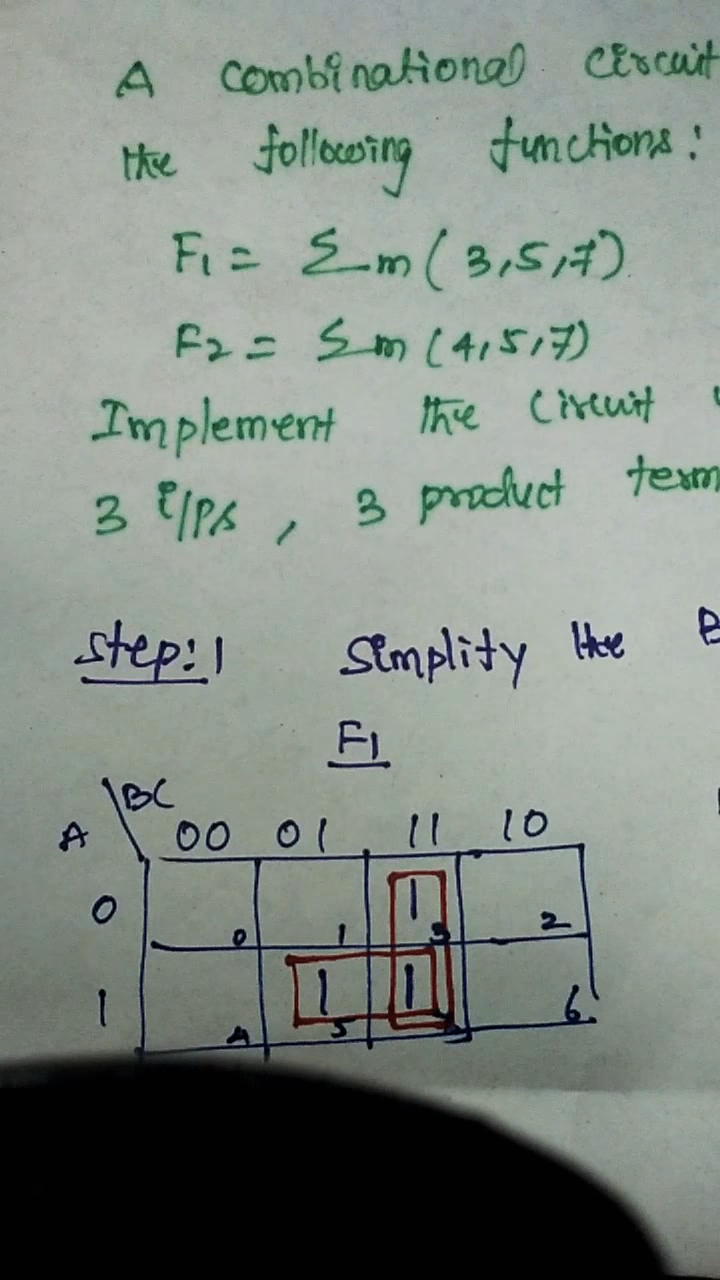 A combinational circuit
the following functions:
F1 = Σm(3,5,7)
F2 = Σm(4,5,7)
Implement the circuit
3 i/ps, 3 product term
Step:1 Simplify the B
F1
A \ BC 00 01 11 10
0 0 1 1 3 2
1 4 1 5 1 6